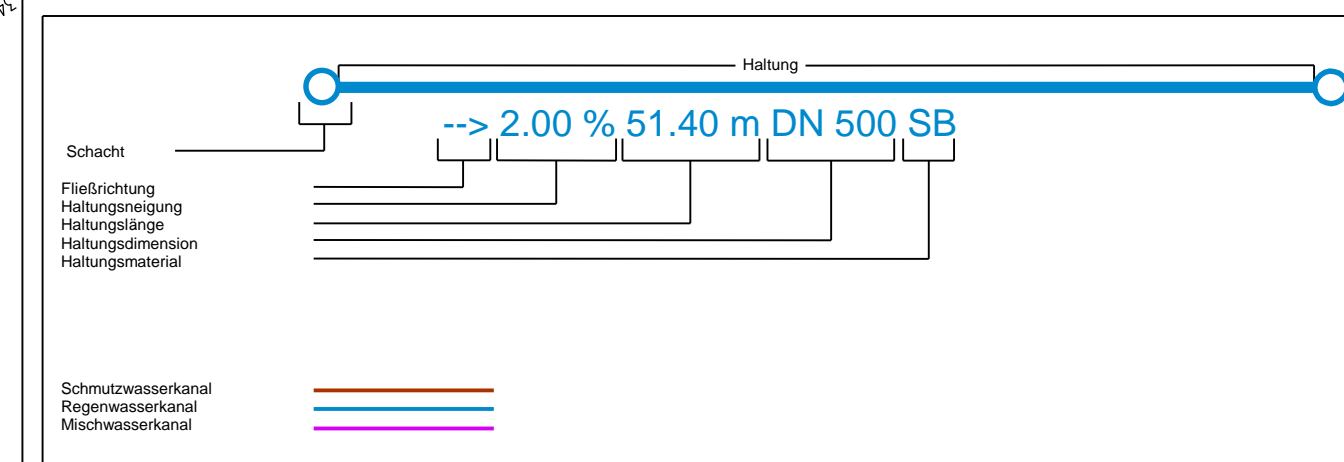 Haltung
--> 2.00 % 51.40 m DN 500 SB
Schacht
Fließrichtung
Haltungsneigung
Haltungslänge
Haltungsdimension
Haltungsmaterial
Schmutzwasserkanal
Regenwasserkanal
Mischwasserkanal